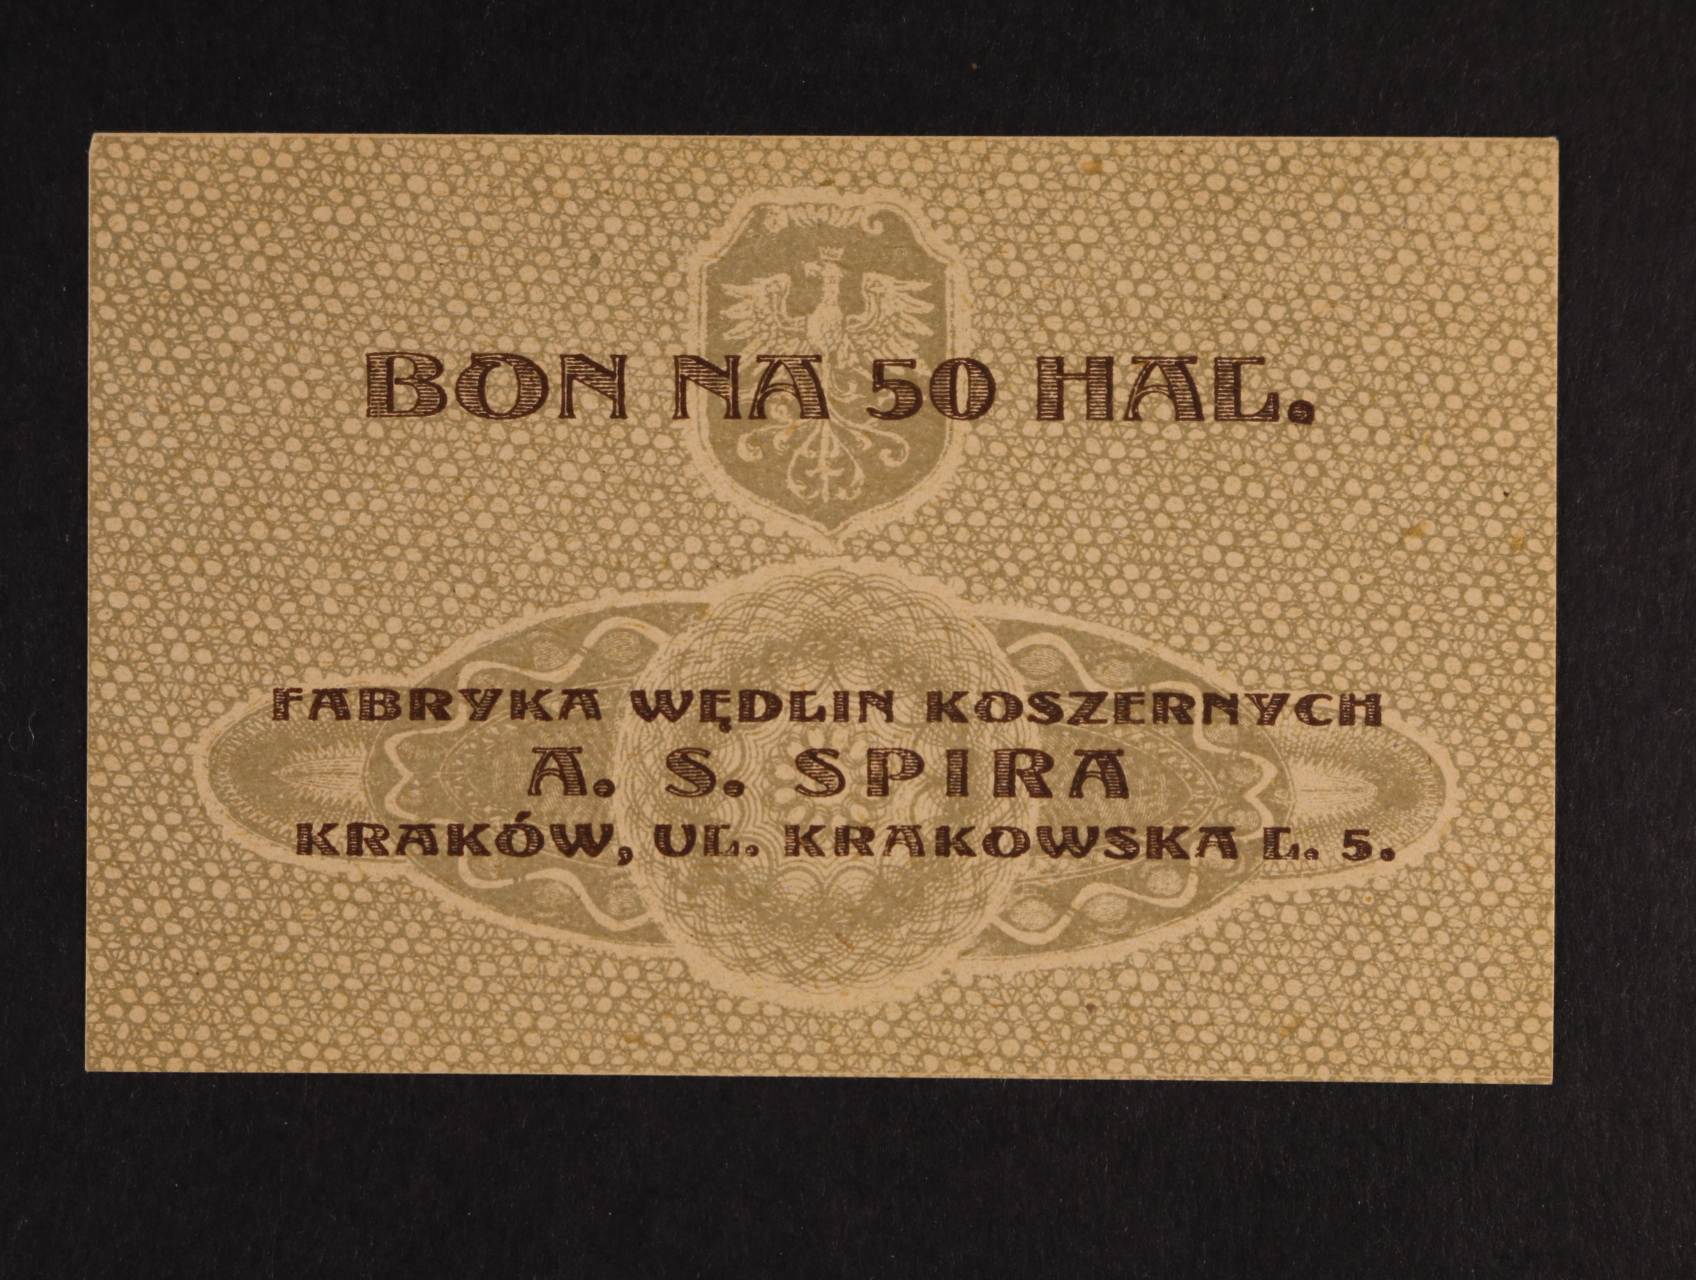 BON NA 50 HAL.
FABRYKA WĘDLIN KOSZERNYCH
A. S. SPIRA
KRAKÓW, UL. KRAKOWSKA L. 5.